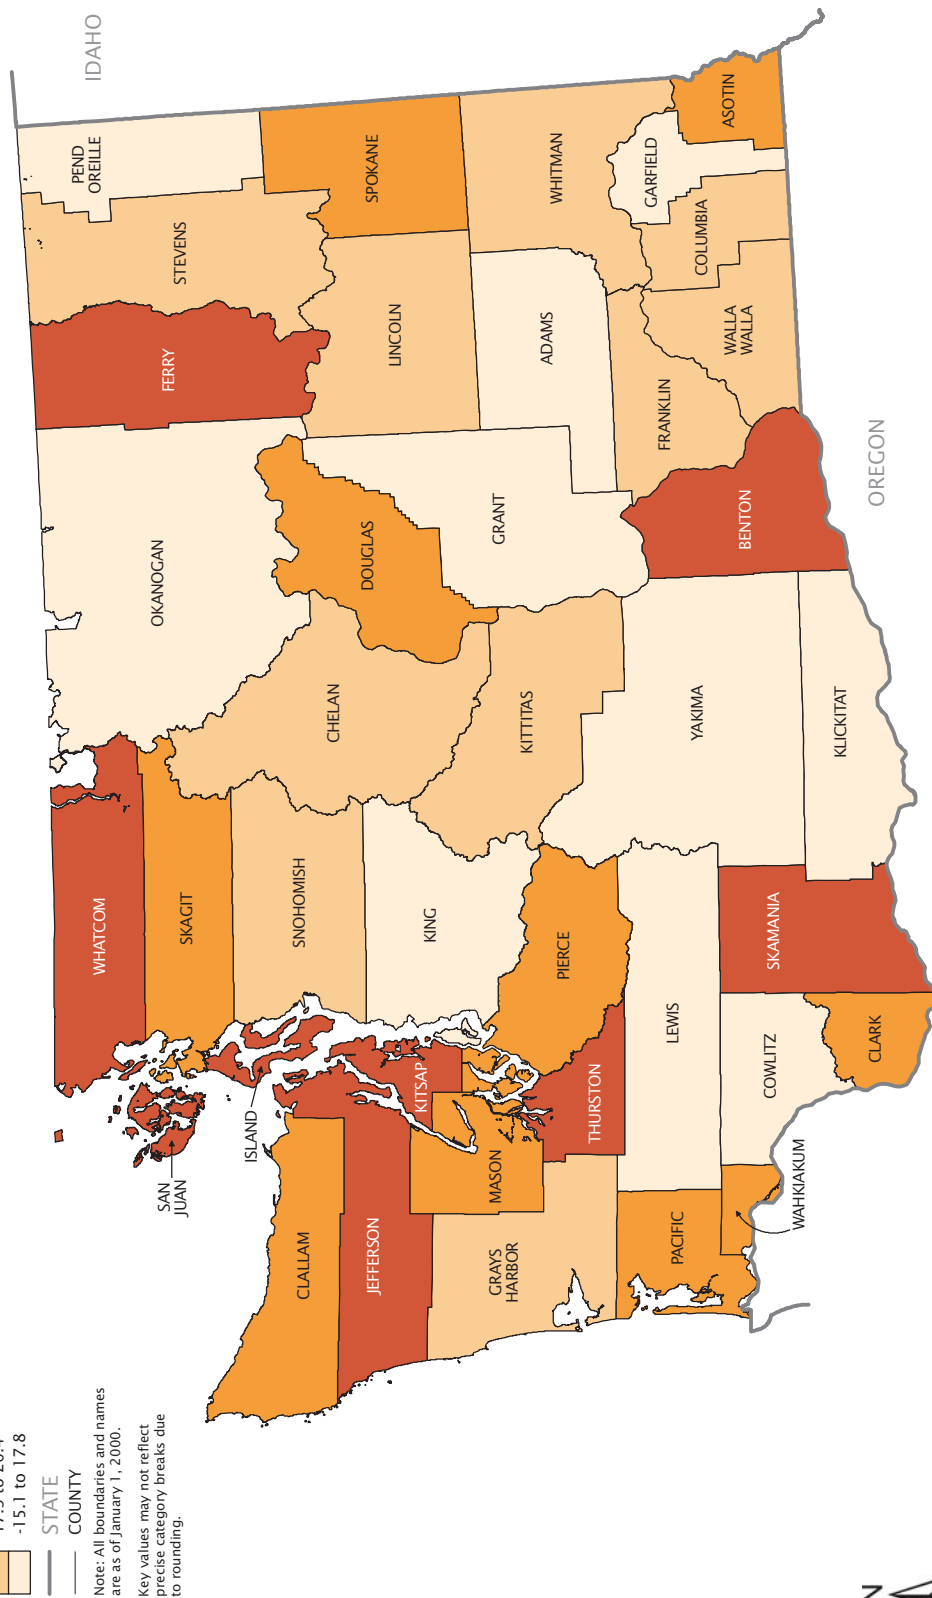 -15.1 to 17.8
STATE
COUNTY
Note: All boundaries and names
are as of January 1, 2000.
Key values may not reflect
precise category breaks due
to rounding.
SAN
JUAN
WHATCOM
OKANOGAN
FERRY
STEVENS
PEND
OREILLE
IDAHO
SKAGIT
ISLAND
CLALLAM
SNOHOMISH
CHELAN
DOUGLAS
LINCOLN
SPOKANE
JEFFERSON
KITSAP
KING
GRAYS
HARBOR
MASON
KITTITAS
GRANT
ADAMS
WHITMAN
THURSTON
PIERCE
PACIFIC
LEWIS
YAKIMA
FRANKLIN
BENTON
WALLA
WALLA
COLUMBIA
GARFIELD
ASOTIN
WAHKIAKUM
COWLITZ
SKAMANIA
KLICKITAT
CLARK
OREGON
N